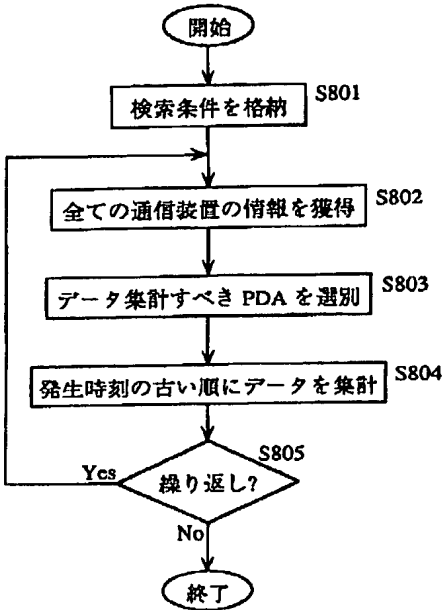 開始
S801
検索条件を格納
S802
全ての通信装置の情報を獲得
S803
データ集計すべき PDA を選別
S804
発生時刻の古い順にデータを集計
S805
Yes
繰り返し?
No
終了